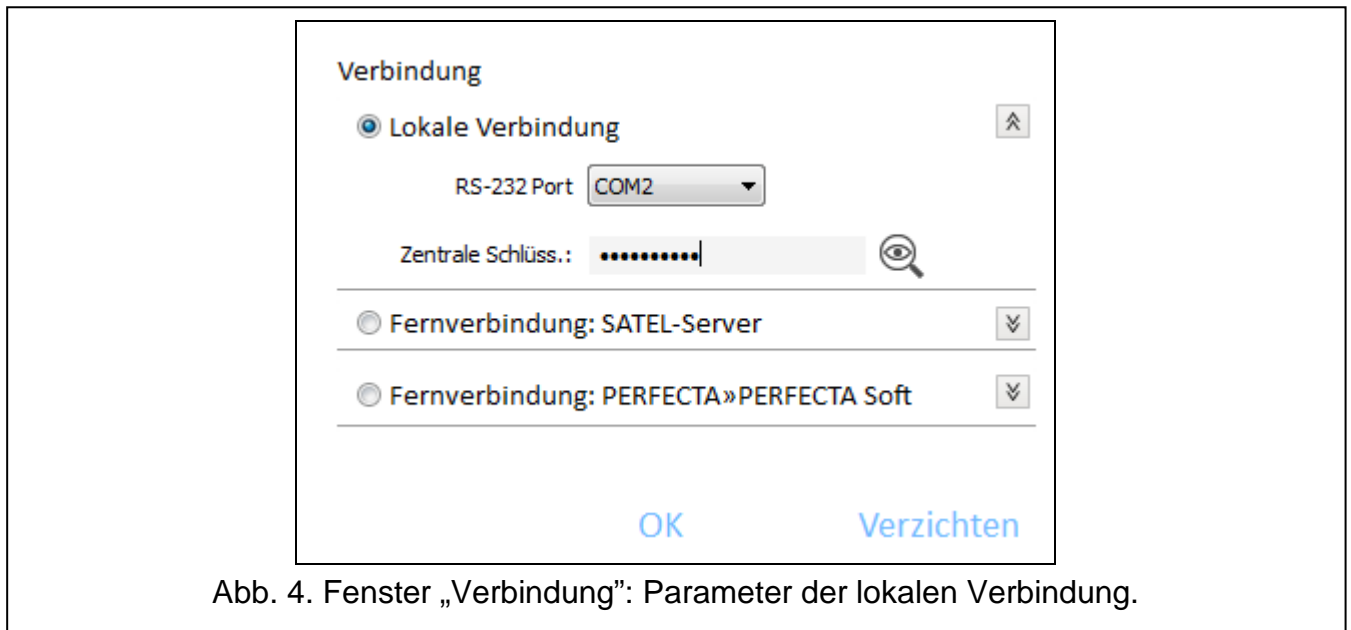 Verbindung
Lokale Verbindung
RS-232 Port COM2
Zentrale Schlüss.: ••••••••••
Fernverbindung: SATEL-Server
Fernverbindung: PERFECTA»PERFECTA Soft
OK Verzichten
Abb. 4. Fenster „Verbindung”: Parameter der lokalen Verbindung.